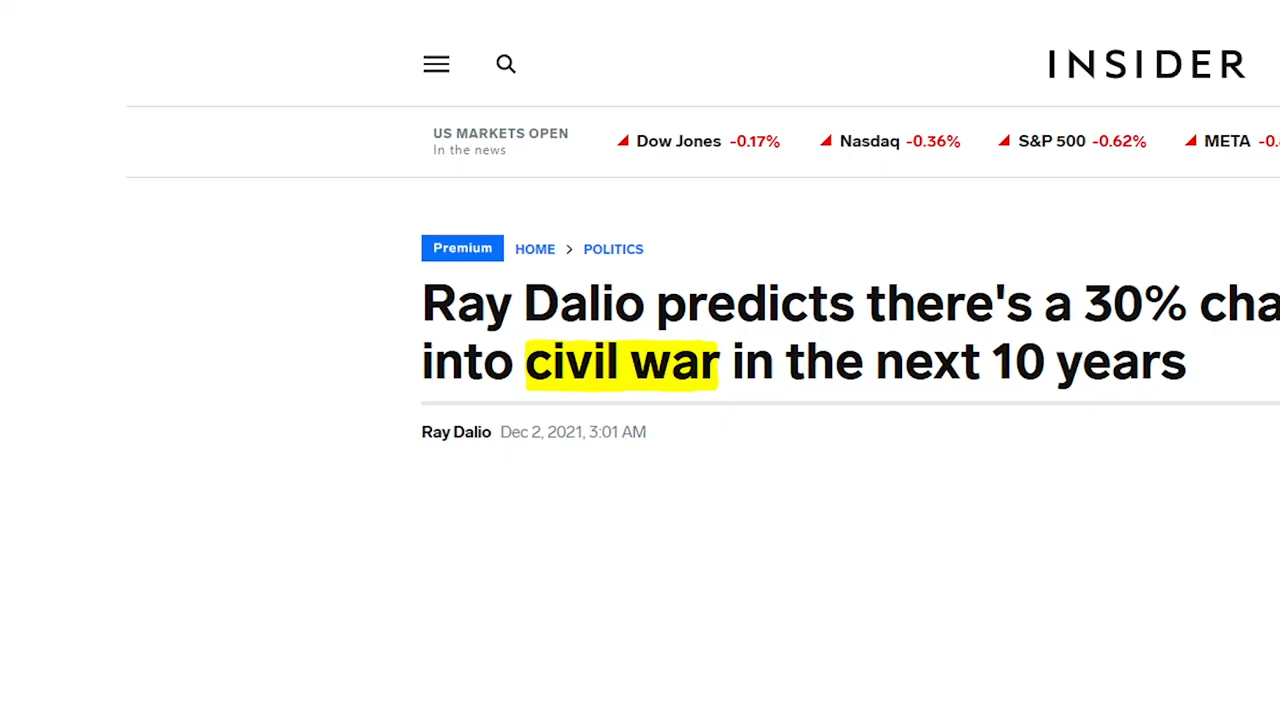 INSIDER
US MARKETS OPEN
In the news
Dow Jones -0.17% Nasdaq -0.36% S&P 500 -0.62% META -0.
Premium HOME > POLITICS
Ray Dalio predicts there's a 30% cha
into civil war in the next 10 years
Ray Dalio Dec 2, 2021, 3:01 AM